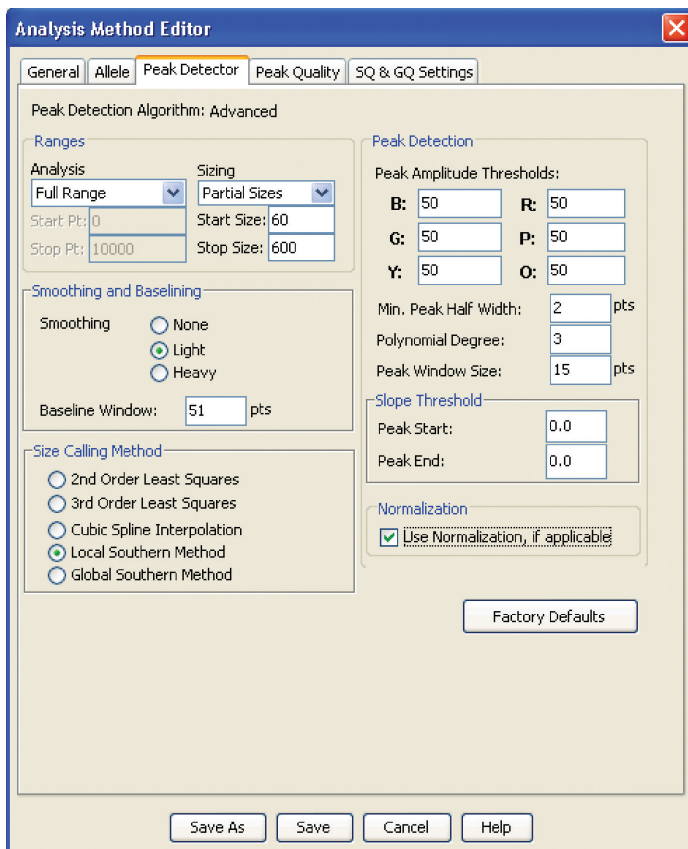 Analysis Method Editor
General Allele Peak Detector Peak Quality SQ & GQ Settings
Peak Detection Algorithm: Advanced
Ranges
Analysis
Full Range
Start Pt: 0
Stop Pt: 10000
Sizing
Partial Sizes
Start Size: 60
Stop Size: 600
Smoothing and Baselining
Smoothing
None
Light
Heavy
Baseline Window: 51 pts
Size Calling Method
2nd Order Least Squares
3rd Order Least Squares
Cubic Spline Interpolation
Local Southern Method
Global Southern Method
Peak Detection
Peak Amplitude Thresholds:
B: 50 R: 50
G: 50 P: 50
Y: 50 O: 50
Min. Peak Half Width: 2 pts
Polynomial Degree: 3
Peak Window Size: 15 pts
Slope Threshold
Peak Start: 0.0
Peak End: 0.0
Normalization
Use Normalization, if applicable
Factory Defaults
Save As Save Cancel Help